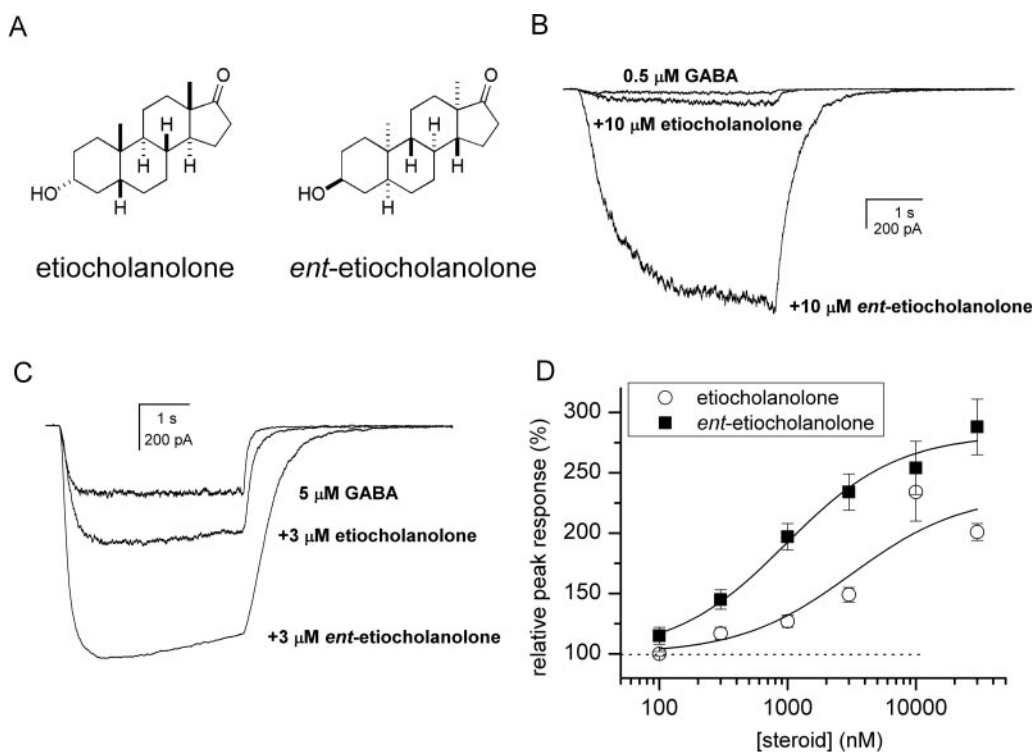 A
O
H
H
H
HO
H
etiocholanolone
O
H
H
H
HO
H
ent-etiocholanolone
B
0.5 μM GABA
+10 μM etiocholanolone
1 s
200 pA
+10 μM ent-etiocholanolone
C
1 s
200 pA
5 μM GABA
+3 μM etiocholanolone
+3 μM ent-etiocholanolone
D
etiocholanolone
ent-etiocholanolone
relative peak response (%)
300
250
200
150
100
100 1000 10000
[steroid] (nM)